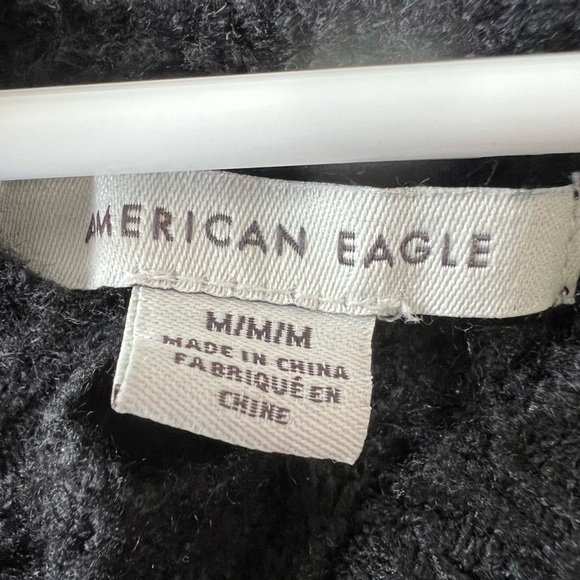 AMERICAN EAGLE
M/M/M
MADE IN CHINA
FABRIQUÉ EN
CHINE